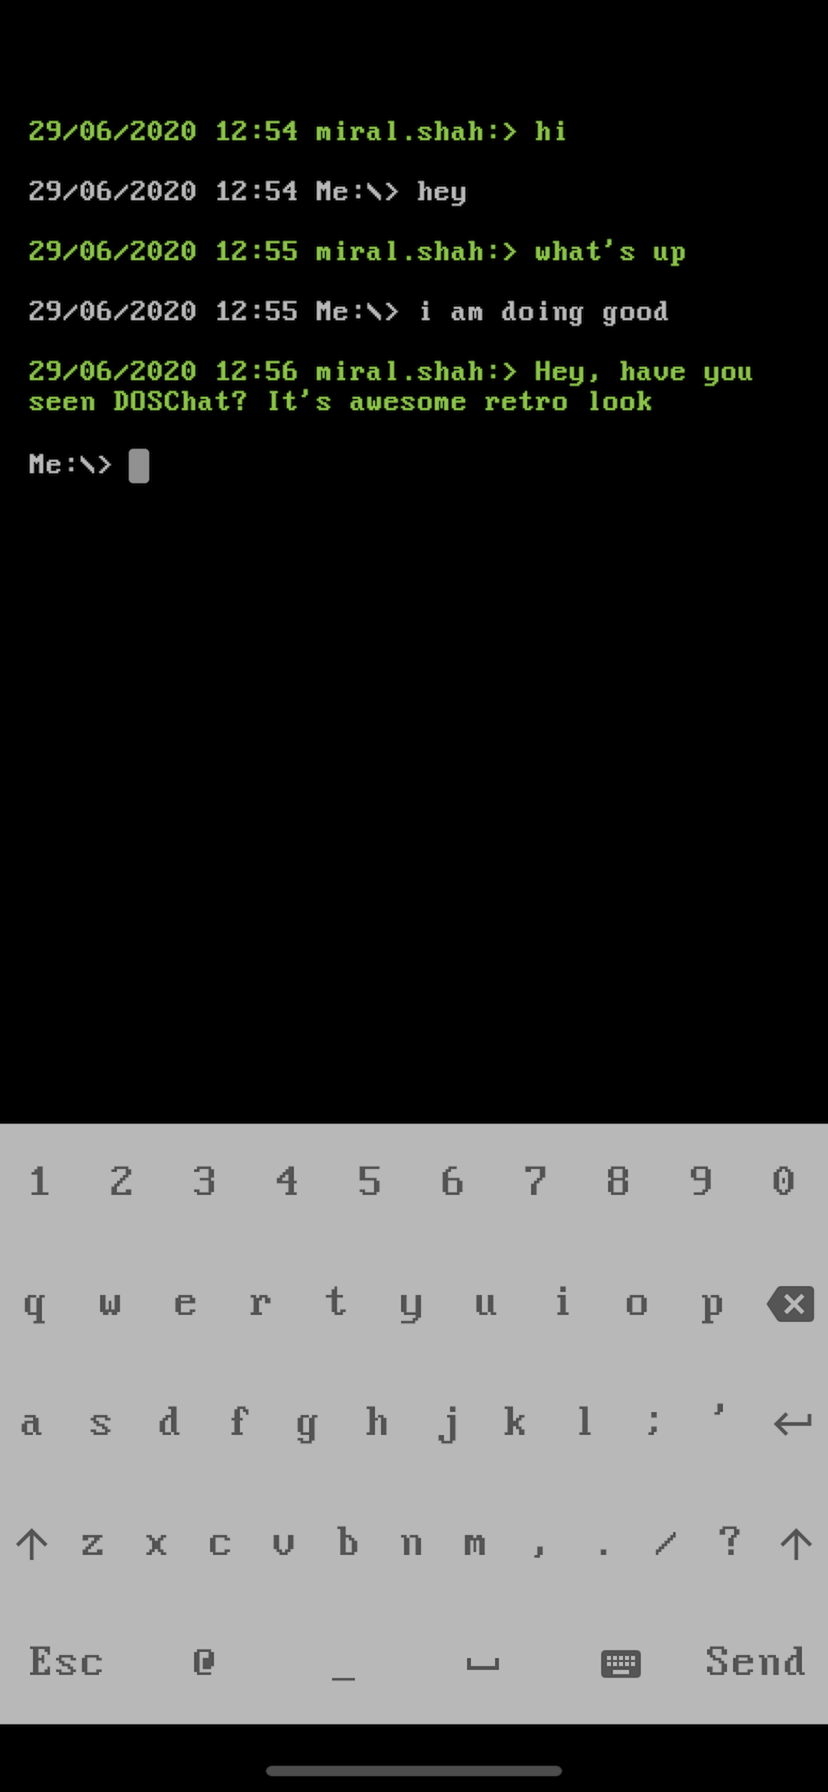 29/06/2020 12:54 miral.shah:> hi
29/06/2020 12:54 Me:\> hey
29/06/2020 12:55 miral.shah:> what's up
29/06/2020 12:55 Me:\> i am doing good
29/06/2020 12:56 miral.shah:> Hey, have you
seen DOSChat? It's awesome retro look
Me:\>
1 2 3 4 5 6 7 8 9 0
q w e r t y u i o p
a s d f g h j k l ; '
z x c v b n m , . / ?
Esc @ _ Send